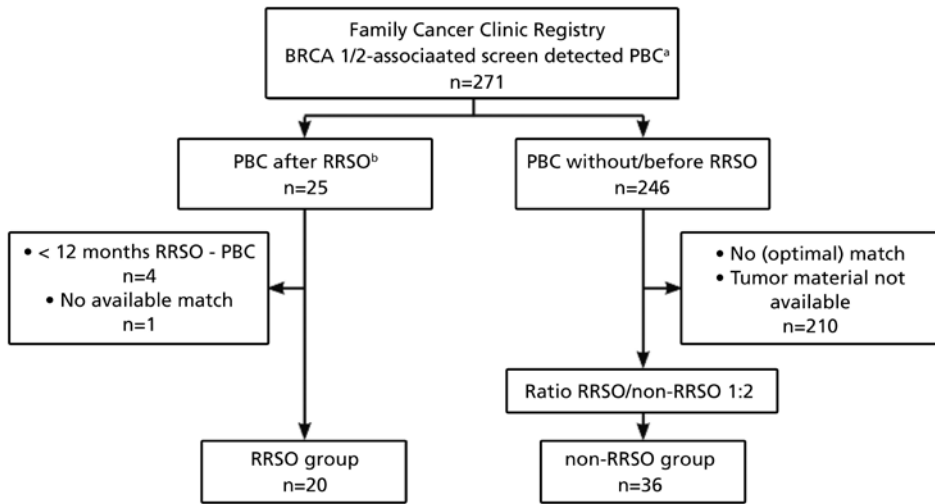 Family Cancer Clinic Registry
BRCA 1/2-associaated screen detected PBCᵃ
n=271
PBC after RRSOᵇ
n=25
PBC without/before RRSO
n=246
• < 12 months RRSO - PBC
n=4
• No available match
n=1
• No (optimal) match
• Tumor material not
available
n=210
Ratio RRSO/non-RRSO 1:2
RRSO group
n=20
non-RRSO group
n=36